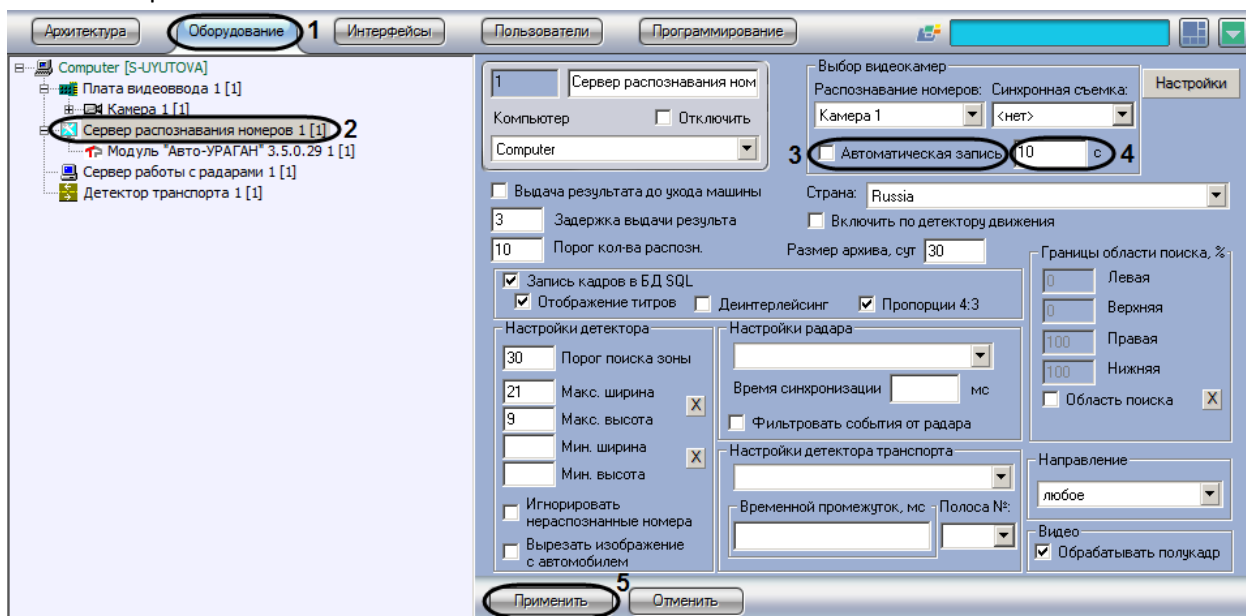 Архитектура Оборудование 1 Интерфейсы Пользователи Программирование
Computer [S-UYUTOVA]
Плата видеоввода 1 [1]
Камера 1 [1]
Сервер распознавания номеров 1 [1] 2
Модуль "Авто-УРАГАН" 3.5.0.29 1 [1]
Сервер работы с радарами 1 [1]
Детектор транспорта 1 [1]
1 Сервер распознавания ном
Компьютер Отключить
Computer
Выбор видеокамер
Распознавание номеров: Синхронная съемка:
Камера 1 <нет>
3 Автоматическая запись 10 с 4
Настройки
Выдача результата до ухода машины
Страна: Russia
3 Задержка выдачи результа
Включить по детектору движения
10 Порог кол-ва распозн.
Размер архива, сут 30
Запись кадров в БД SQL
Отображение титров Деинтерлейсинг Пропорции 4:3
Границы области поиска, %
0 Левая
0 Верхняя
100 Правая
100 Нижняя
Область поиска X
Настройки детектора
30 Порог поиска зоны
21 Макс. ширина
X
9 Макс. высота
Мин. ширина
X
Мин. высота
Игнорировать
нераспознанные номера
Вырезать изображение
с автомобилем
Настройки радара
Время синхронизации мс
Фильтровать события от радара
Настройки детектора транспорта
Временной промежуток, мс Полоса №:
Направление
любое
Видео
Обрабатывать полукадр
Применить 5 Отменить